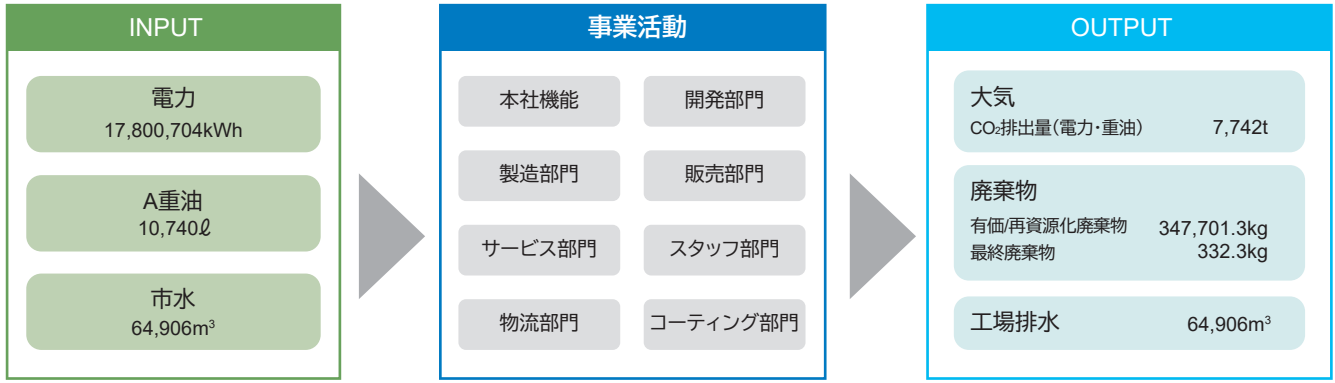 INPUT
電力
17,800,704kWh
A重油
10,740ℓ
市水
64,906m³
事業活動
本社機能
開発部門
製造部門
販売部門
サービス部門
スタッフ部門
物流部門
コーティング部門
OUTPUT
大気
CO₂排出量(電力・重油) 7,742t
廃棄物
有価/再資源化廃棄物 347,701.3kg
最終廃棄物 332.3kg
工場排水 64,906m³